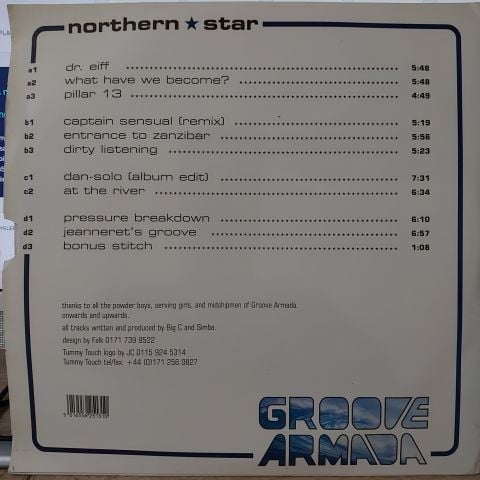 northern ★ star
a1 dr. eiff 5:48
a2 what have we become? 5:48
a3 pillar 13 4:49
b1 captain sensual (remix) 5:19
b2 entrance to zanzibar 5:56
b3 dirty listening 5:23
c1 dan-solo (album edit) 7:31
c2 at the river 6:34
d1 pressure breakdown 6:10
d2 jeanneret's groove 6:57
d3 bonus stitch 1:08
thanks to all the powder boys, serving girls, and midshipmen of Groove Armada.
onwards and upwards.
all tracks written and produced by Big C and Simba.
design by Falk 0171 739 9522
Tummy Touch logo by JC 0115 924 5314
Tummy Touch tel/fax: +44 (0)171 256 0827
GROOVE
ARMADA